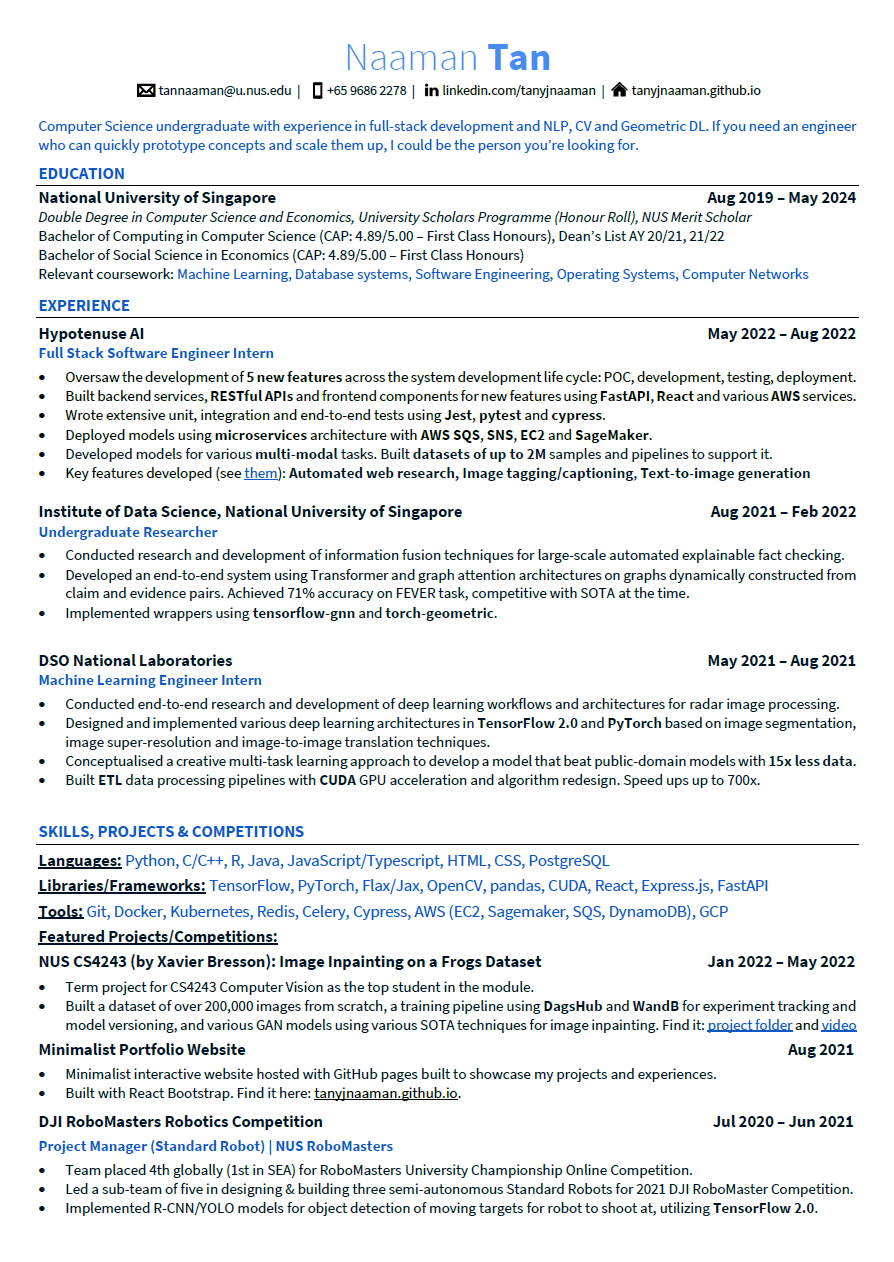 Naaman Tan
tannaaman@u.nus.edu | +65 9686 2278 | linkedin.com/tanyjnaaman | tanyjnaaman.github.io
Computer Science undergraduate with experience in full-stack development and NLP, CV and Geometric DL. If you need an engineer
who can quickly prototype concepts and scale them up, I could be the person you’re looking for.
EDUCATION
National University of Singapore Aug 2019 – May 2024
Double Degree in Computer Science and Economics, University Scholars Programme (Honour Roll), NUS Merit Scholar
Bachelor of Computing in Computer Science (CAP: 4.89/5.00 – First Class Honours), Dean’s List AY 20/21, 21/22
Bachelor of Social Science in Economics (CAP: 4.89/5.00 – First Class Honours)
Relevant coursework: Machine Learning, Database systems, Software Engineering, Operating Systems, Computer Networks
EXPERIENCE
Hypotenuse AI May 2022 – Aug 2022
Full Stack Software Engineer Intern
• Oversaw the development of 5 new features across the system development life cycle: POC, development, testing, deployment.
• Built backend services, RESTful APIs and frontend components for new features using FastAPI, React and various AWS services.
• Wrote extensive unit, integration and end-to-end tests using Jest, pytest and cypress.
• Deployed models using microservices architecture with AWS SQS, SNS, EC2 and SageMaker.
• Developed models for various multi-modal tasks. Built datasets of up to 2M samples and pipelines to support it.
• Key features developed (see them): Automated web research, Image tagging/captioning, Text-to-image generation
Institute of Data Science, National University of Singapore Aug 2021 – Feb 2022
Undergraduate Researcher
• Conducted research and development of information fusion techniques for large-scale automated explainable fact checking.
• Developed an end-to-end system using Transformer and graph attention architectures on graphs dynamically constructed from
claim and evidence pairs. Achieved 71% accuracy on FEVER task, competitive with SOTA at the time.
• Implemented wrappers using tensorflow-gnn and torch-geometric.
DSO National Laboratories May 2021 – Aug 2021
Machine Learning Engineer Intern
• Conducted end-to-end research and development of deep learning workflows and architectures for radar image processing.
• Designed and implemented various deep learning architectures in TensorFlow 2.0 and PyTorch based on image segmentation,
image super-resolution and image-to-image translation techniques.
• Conceptualised a creative multi-task learning approach to develop a model that beat public-domain models with 15x less data.
• Built ETL data processing pipelines with CUDA GPU acceleration and algorithm redesign. Speed ups up to 700x.
SKILLS, PROJECTS & COMPETITIONS
Languages: Python, C/C++, R, Java, JavaScript/Typescript, HTML, CSS, PostgreSQL
Libraries/Frameworks: TensorFlow, PyTorch, Flax/Jax, OpenCV, pandas, CUDA, React, Express.js, FastAPI
Tools: Git, Docker, Kubernetes, Redis, Celery, Cypress, AWS (EC2, Sagemaker, SQS, DynamoDB), GCP
Featured Projects/Competitions:
NUS CS4243 (by Xavier Bresson): Image Inpainting on a Frogs Dataset Jan 2022 – May 2022
• Term project for CS4243 Computer Vision as the top student in the module.
• Built a dataset of over 200,000 images from scratch, a training pipeline using DagsHub and WandB for experiment tracking and
model versioning, and various GAN models using various SOTA techniques for image inpainting. Find it: project folder and video
Minimalist Portfolio Website Aug 2021
• Minimalist interactive website hosted with GitHub pages built to showcase my projects and experiences.
• Built with React Bootstrap. Find it here: tanyjnaaman.github.io.
DJI RoboMasters Robotics Competition Jul 2020 – Jun 2021
Project Manager (Standard Robot) | NUS RoboMasters
• Team placed 4th globally (1st in SEA) for RoboMasters University Championship Online Competition.
• Led a sub-team of five in designing & building three semi-autonomous Standard Robots for 2021 DJI RoboMaster Competition.
• Implemented R-CNN/YOLO models for object detection of moving targets for robot to shoot at, utilizing TensorFlow 2.0.